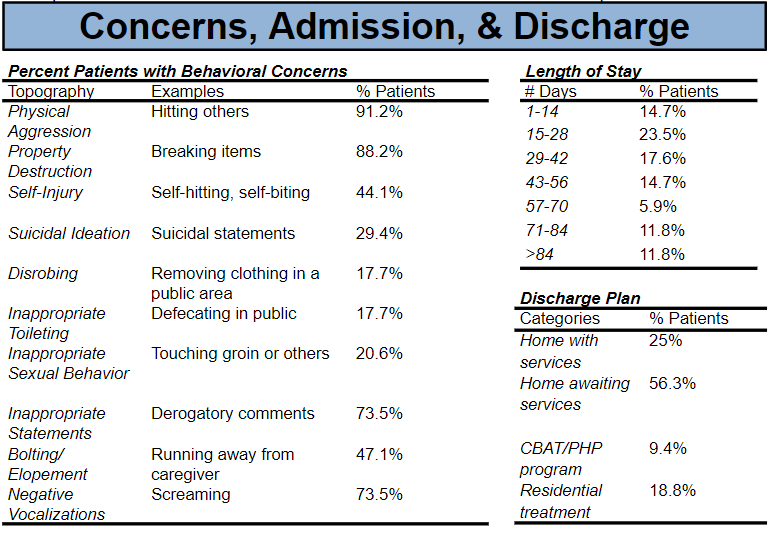 Concerns, Admission, & Discharge
Percent Patients with Behavioral Concerns
Topography Examples % Patients
Physical Hitting others 91.2%
Aggression
Property Breaking items 88.2%
Destruction
Self-Injury Self-hitting, self-biting 44.1%
Suicidal Ideation Suicidal statements 29.4%
Disrobing Removing clothing in a 17.7%
public area
Inappropriate Defecating in public 17.7%
Toileting
Inappropriate Touching groin or others 20.6%
Sexual Behavior
Inappropriate Derogatory comments 73.5%
Statements
Bolting/ Running away from 47.1%
Elopement caregiver
Negative Screaming 73.5%
Vocalizations
Length of Stay
# Days % Patients
1-14 14.7%
15-28 23.5%
29-42 17.6%
43-56 14.7%
57-70 5.9%
71-84 11.8%
>84 11.8%
Discharge Plan
Categories % Patients
Home with 25%
services
Home awaiting 56.3%
services
CBAT/PHP 9.4%
program
Residential 18.8%
treatment